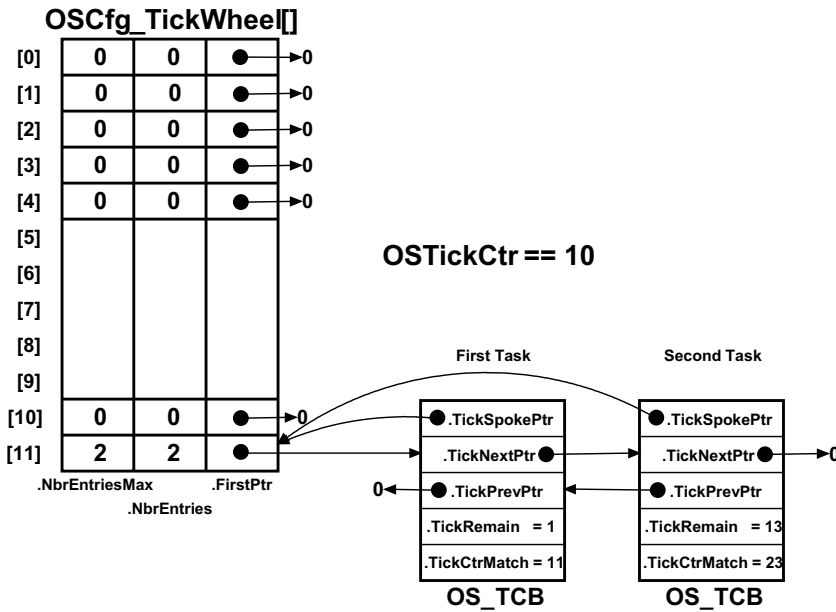 OSCfg_TickWheel[]
[0] 0 0 0
[1] 0 0 0
[2] 0 0 0
[3] 0 0 0
[4] 0 0 0
[5]
OSTickCtr == 10
[6]
[7]
[8]
First Task Second Task
[9]
[10] 0 0 0
.TickSpokePtr .TickSpokePtr
[11] 2 2
.TickNextPtr .TickNextPtr 0
.NbrEntriesMax .FirstPtr
.NbrEntries
0 .TickPrevPtr .TickPrevPtr
.TickRemain = 1 .TickRemain = 13
.TickCtrMatch = 11 .TickCtrMatch = 23
OS_TCB OS_TCB